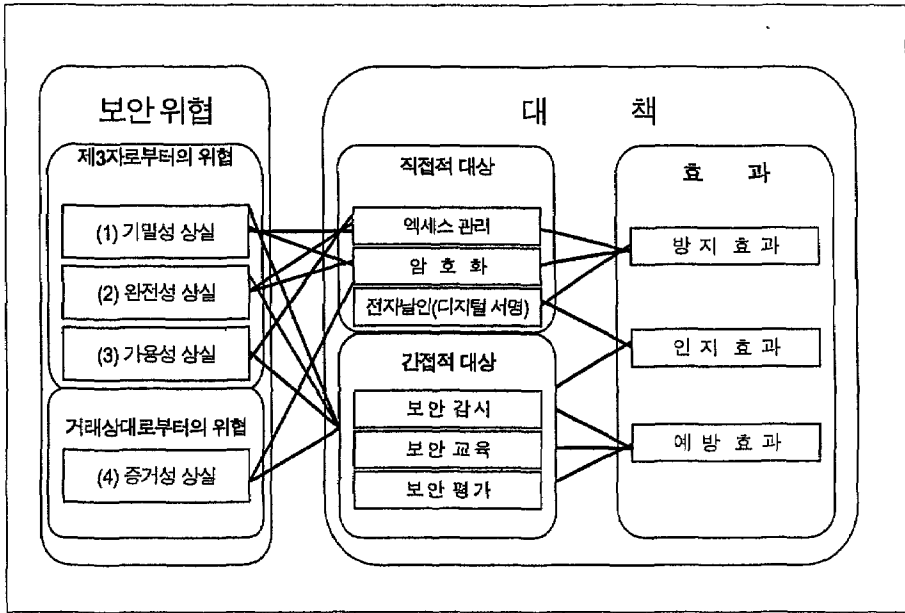 보안 위협
제3자로부터의 위협
(1) 기밀성 상실
(2) 완전성 상실
(3) 가용성 상실
거래상대로부터의 위협
(4) 증거성 상실
대 책
직접적 대상
엑세스 관리
암 호 화
전자날인(디지털 서명)
간접적 대상
보안 감시
보안 교육
보안 평가
효 과
방 지 효 과
인 지 효 과
예 방 효 과